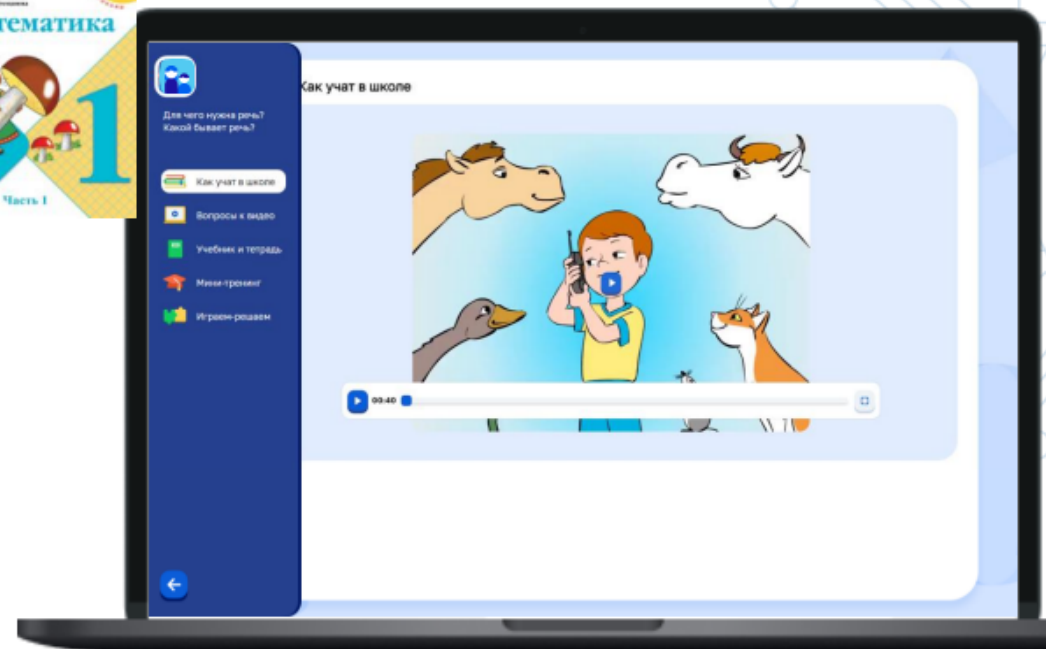 тематика
1
Часть 1
Для чего нужна речь?
Какой бывает речь?
Как учат в школе
Вопросы к видео
Учебник и тетрадь
Мини-тренинг
Играем-решаем
Как учат в школе
00:40